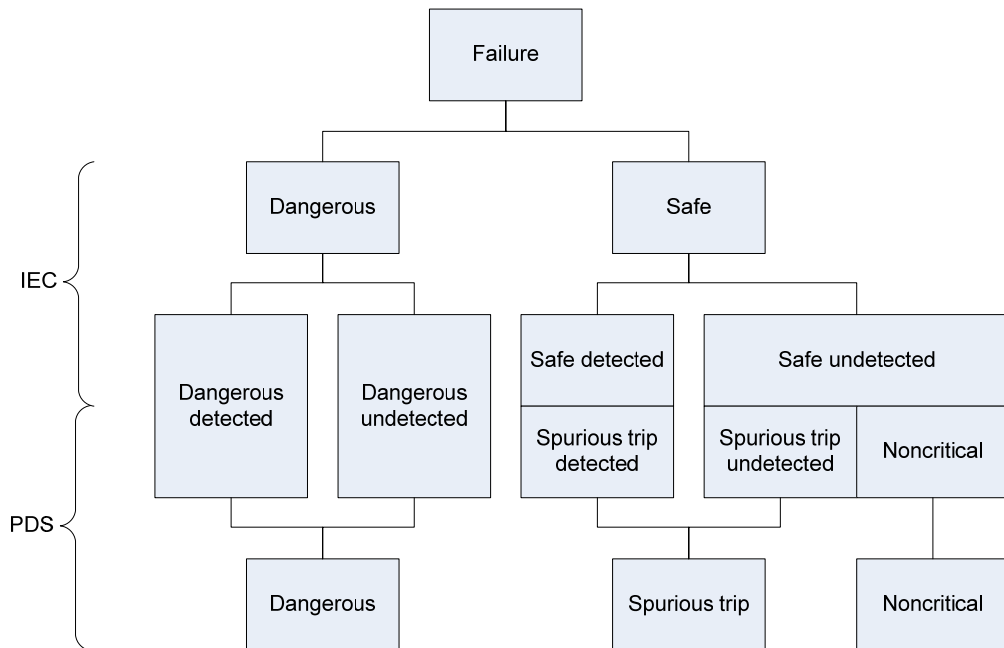 Failure
Dangerous
Safe
IEC
Safe detected
Safe undetected
Dangerous
detected
Dangerous
undetected
Spurious trip
detected
Spurious trip
undetected
Noncritical
PDS
Dangerous
Spurious trip
Noncritical